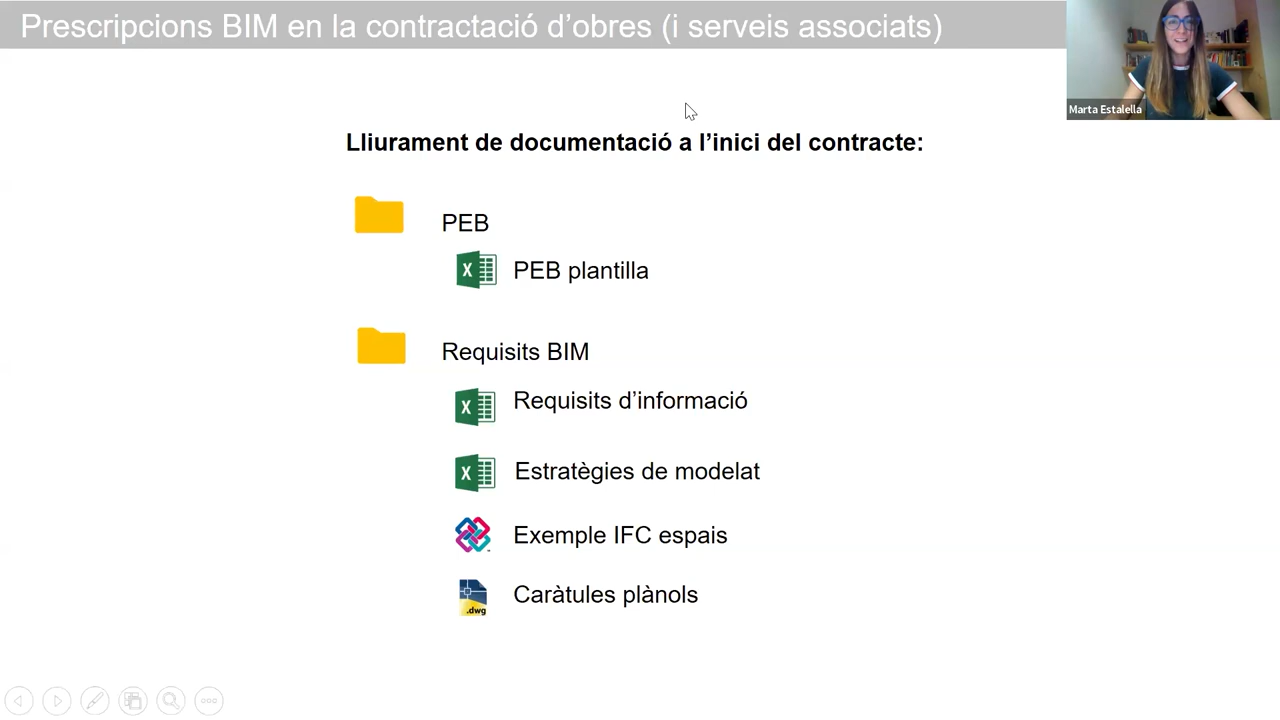 Prescripcions BIM en la contractació d’obres (i serveis associats)
Marta Estalella
Lliurament de documentació a l’inici del contracte:
PEB
X PEB plantilla
Requisits BIM
X Requisits d’informació
X Estratègies de modelat
Exemple IFC espais
.dwg Caràtules plànols